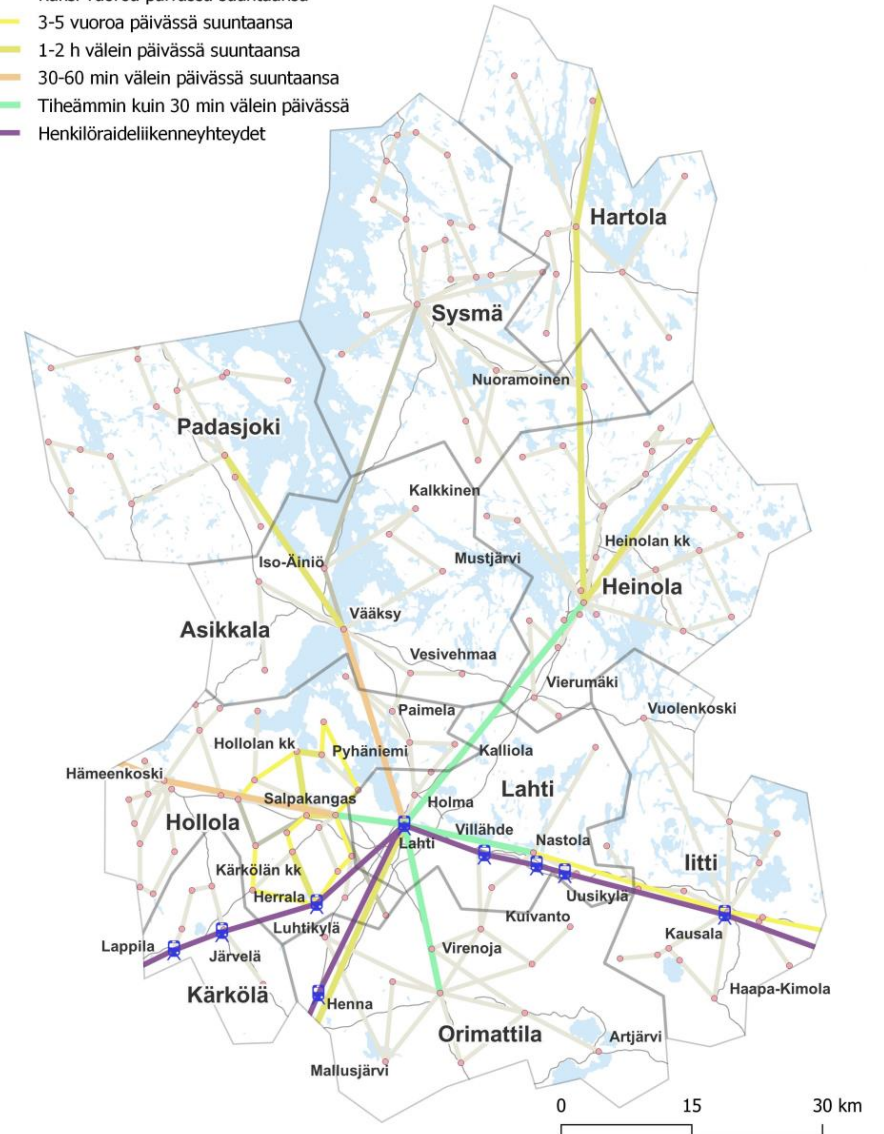 3-5 vuoroa päivässä suuntaansa
1-2 h välein päivässä suuntaansa
30-60 min välein päivässä suuntaansa
Tiheämmin kuin 30 min välein päivässä
Henkilöraideliikenneyhteydet
Hartola
Sysmä
Nuoramoinen
Padasjoki
Kalkkinen
Heinolan kk
Iso-Äiniö
Mustjärvi
Heinola
Vääksy
Asikkala
Vesivehmaa
Vierumäki
Vuolenkoski
Paimela
Hollolan kk
Pyhäniemi
Kalliola
Hämeenkoski
Lahti
Salpakangas
Holma
Hollola
Villähde
Lahti
Nastola
Iitti
Kärkölän kk
Uusikylä
Herrala
Kuivanto
Luhtikylä
Kausala
Lappila
Virenoja
Järvelä
Haapa-Kimola
Kärkölä
Henna
Orimattila
Artjärvi
Mallusjärvi
0 15 30 km